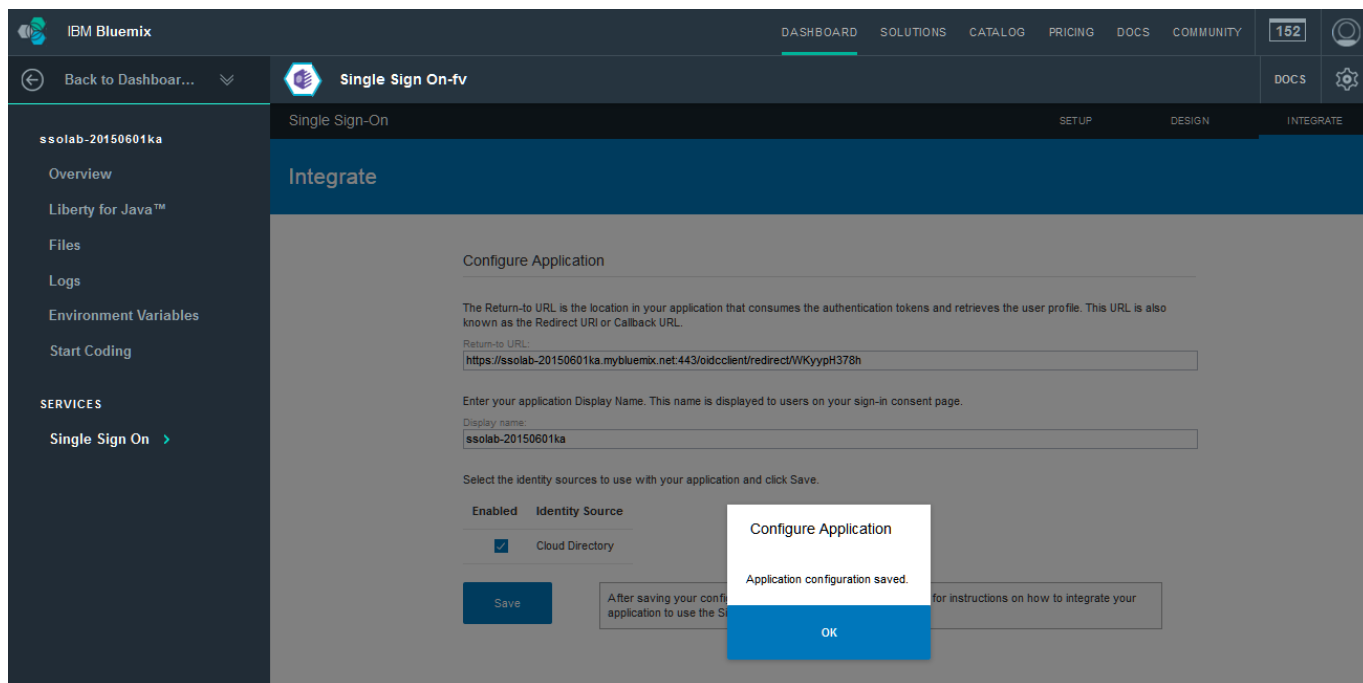 IBM Bluemix
DASHBOARD SOLUTIONS CATALOG PRICING DOCS COMMUNITY 152
Back to Dashboar...
Single Sign On-fv
DOCS
Single Sign-On
SETUP DESIGN INTEGRATE
ssolab-20150601ka
Overview
Liberty for Java™
Files
Logs
Environment Variables
Start Coding
SERVICES
Single Sign On
Integrate
Configure Application
The Return-to URL is the location in your application that consumes the authentication tokens and retrieves the user profile. This URL is also
known as the Redirect URI or Callback URL.
Return-to URL:
https://ssolab-20150601ka.mybluemix.net:443/oidcclient/redirect/WKyypH378h
Enter your application Display Name. This name is displayed to users on your sign-in consent page.
Display name:
ssolab-20150601ka
Select the identity sources to use with your application and click Save.
Enabled Identity Source
Cloud Directory
Save
After saving your confi for instructions on how to integrate your
application to use the Si
Configure Application
Application configuration saved.
OK